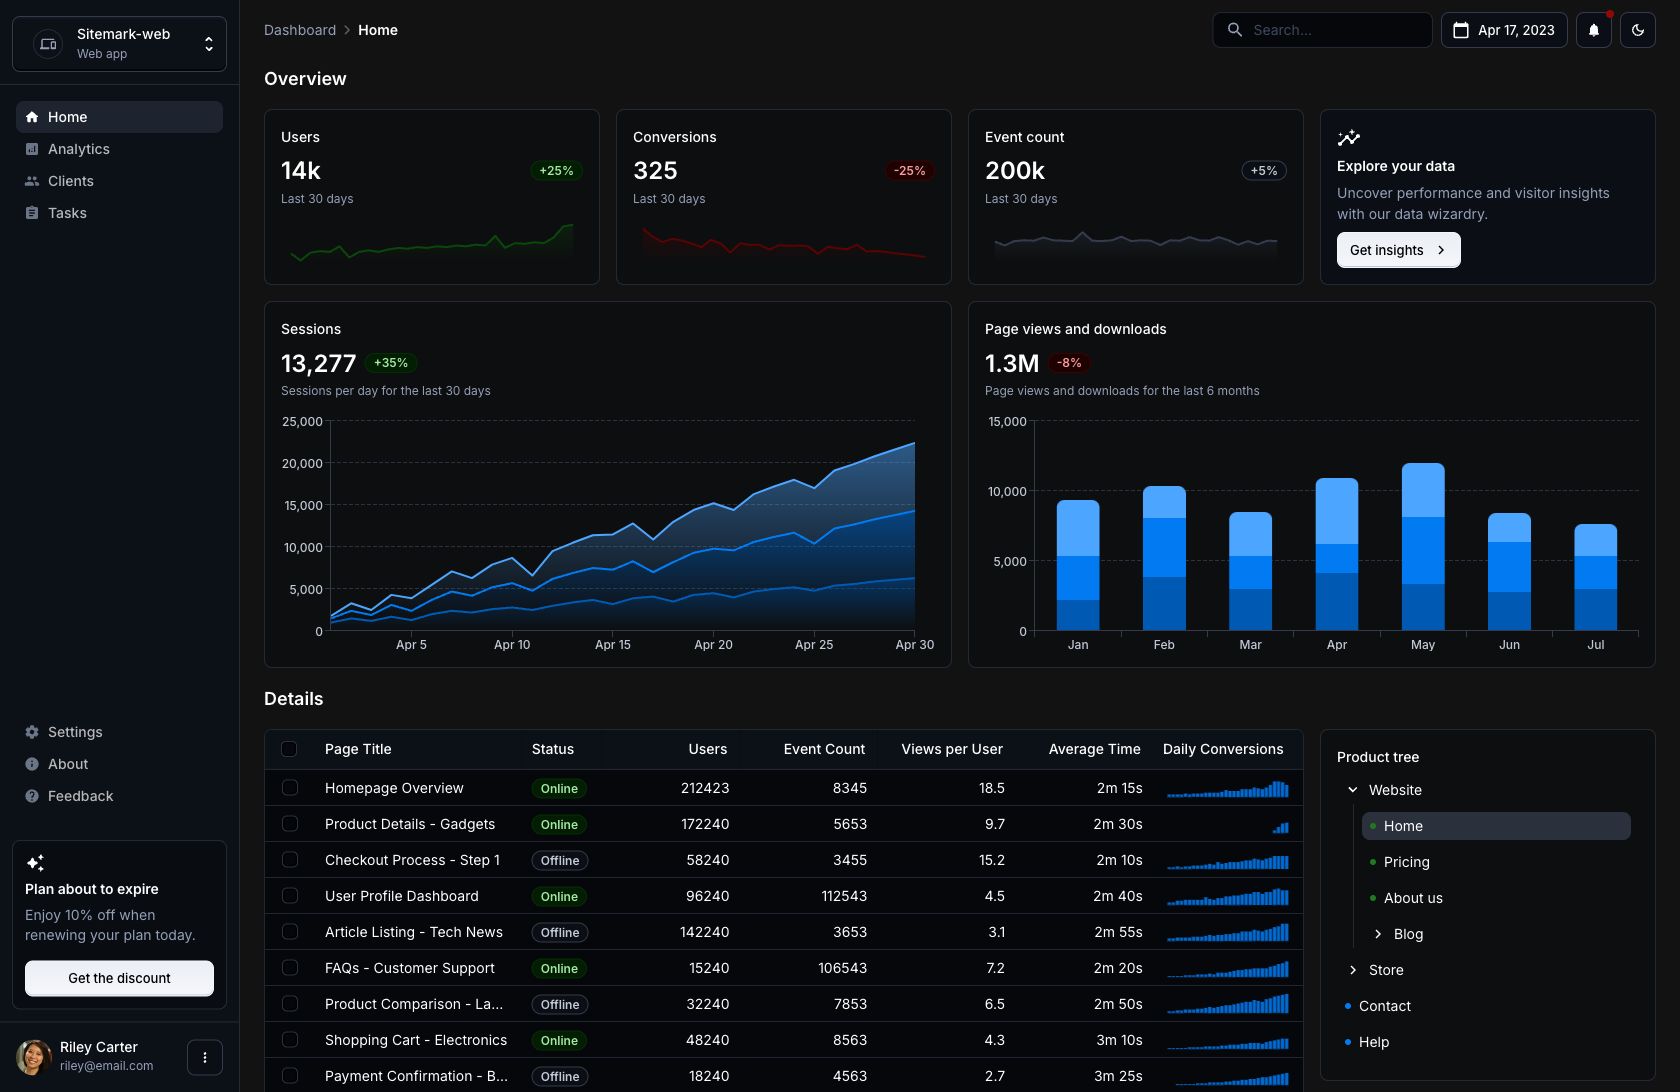 Sitemark-web
Web app
Home
Analytics
Clients
Tasks
Settings
About
Feedback
Plan about to expire
Enjoy 10% off when
renewing your plan today.
Get the discount
Riley Carter
riley@email.com
Dashboard Home
Search...
Apr 17, 2023
Overview
Users
14k +25%
Last 30 days
Conversions
325 -25%
Last 30 days
Event count
200k +5%
Last 30 days
Explore your data
Uncover performance and visitor insights
with our data wizardry.
Get insights
Sessions
13,277 +35%
Sessions per day for the last 30 days
25,000
20,000
15,000
10,000
5,000
0
Apr 5 Apr 10 Apr 15 Apr 20 Apr 25 Apr 30
Page views and downloads
1.3M -8%
Page views and downloads for the last 6 months
15,000
10,000
5,000
0
Jan Feb Mar Apr May Jun Jul
Details
Page Title Status Users Event Count Views per User Average Time Daily Conversions
Homepage Overview Online 212423 8345 18.5 2m 15s
Product Details - Gadgets Online 172240 5653 9.7 2m 30s
Checkout Process - Step 1 Offline 58240 3455 15.2 2m 10s
User Profile Dashboard Online 96240 112543 4.5 2m 40s
Article Listing - Tech News Offline 142240 3653 3.1 2m 55s
FAQs - Customer Support Online 15240 106543 7.2 2m 20s
Product Comparison - La... Offline 32240 7853 6.5 2m 50s
Shopping Cart - Electronics Online 48240 8563 4.3 3m 10s
Payment Confirmation - B... Offline 18240 4563 2.7 3m 25s
Product tree
Website
Home
Pricing
About us
Blog
Store
Contact
Help